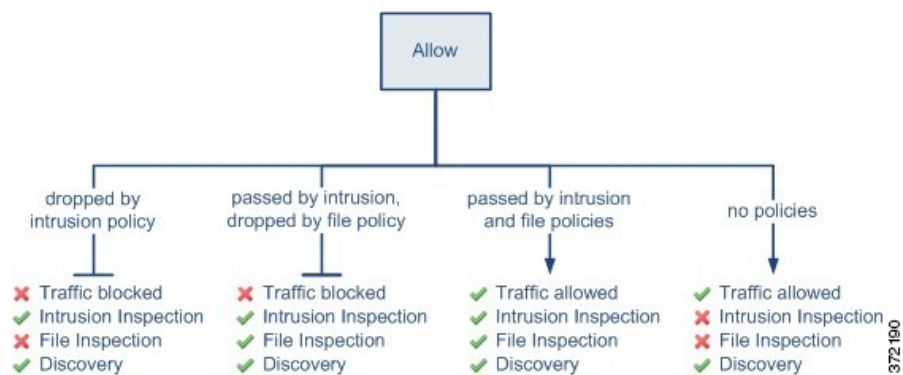 Allow
dropped by
intrusion policy
passed by intrusion,
dropped by file policy
passed by intrusion
and file policies
no policies
Traffic blocked
Intrusion Inspection
File Inspection
Discovery
Traffic blocked
Intrusion Inspection
File Inspection
Discovery
Traffic allowed
Intrusion Inspection
File Inspection
Discovery
Traffic allowed
Intrusion Inspection
File Inspection
Discovery
372190